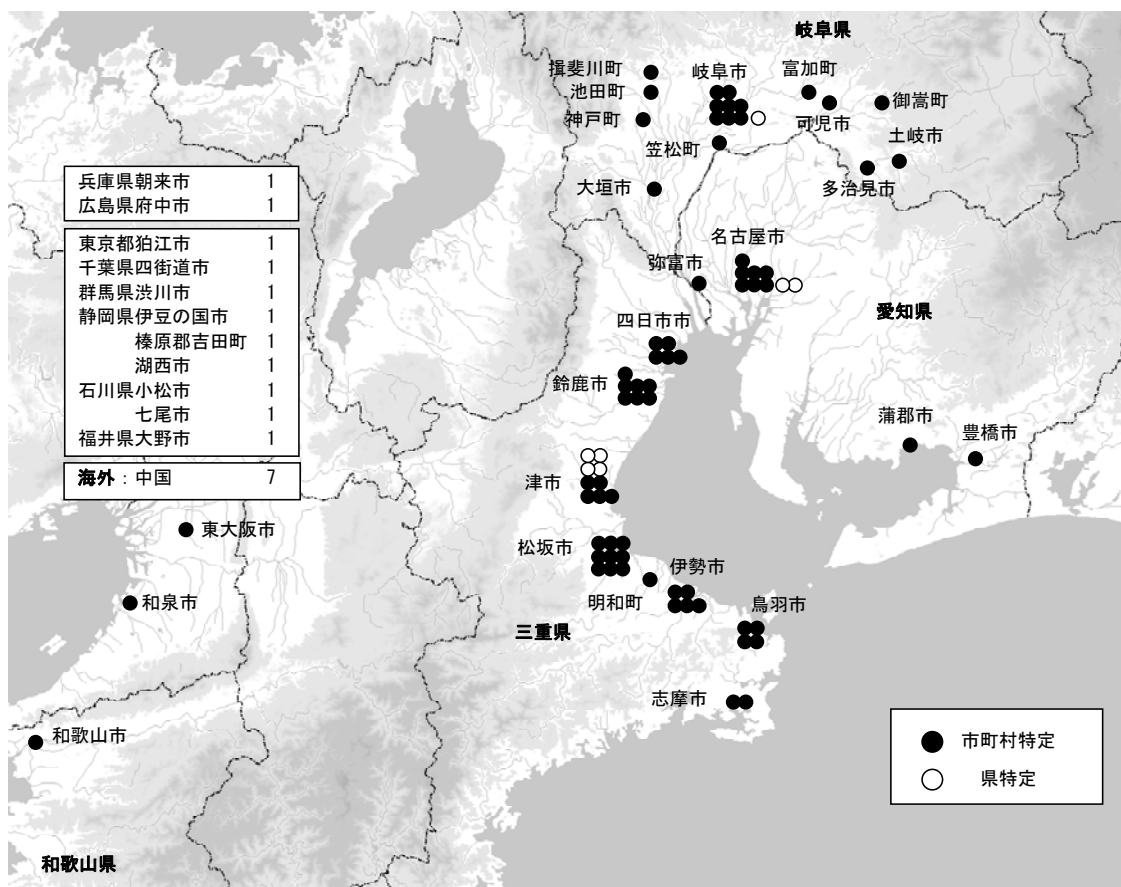 岐阜県
揖斐川町
岐阜市
富加町
池田町
御嵩町
神戸町
可児市
土岐市
笠松町
多治見市
大垣市
兵庫県朝来市 1
広島県府中市 1
東京都狛江市 1
千葉県四街道市 1
群馬県渋川市 1
静岡県伊豆の国市 1
榛原郡吉田町 1
湖西市 1
石川県小松市 1
七尾市 1
福井県大野市 1
海外：中国 7
名古屋市
弥富市
愛知県
四日市市
鈴鹿市
蒲郡市
豊橋市
津市
東大阪市
松坂市
伊勢市
和泉市
明和町
鳥羽市
三重県
志摩市
和歌山市
市町村特定
県特定
和歌山県